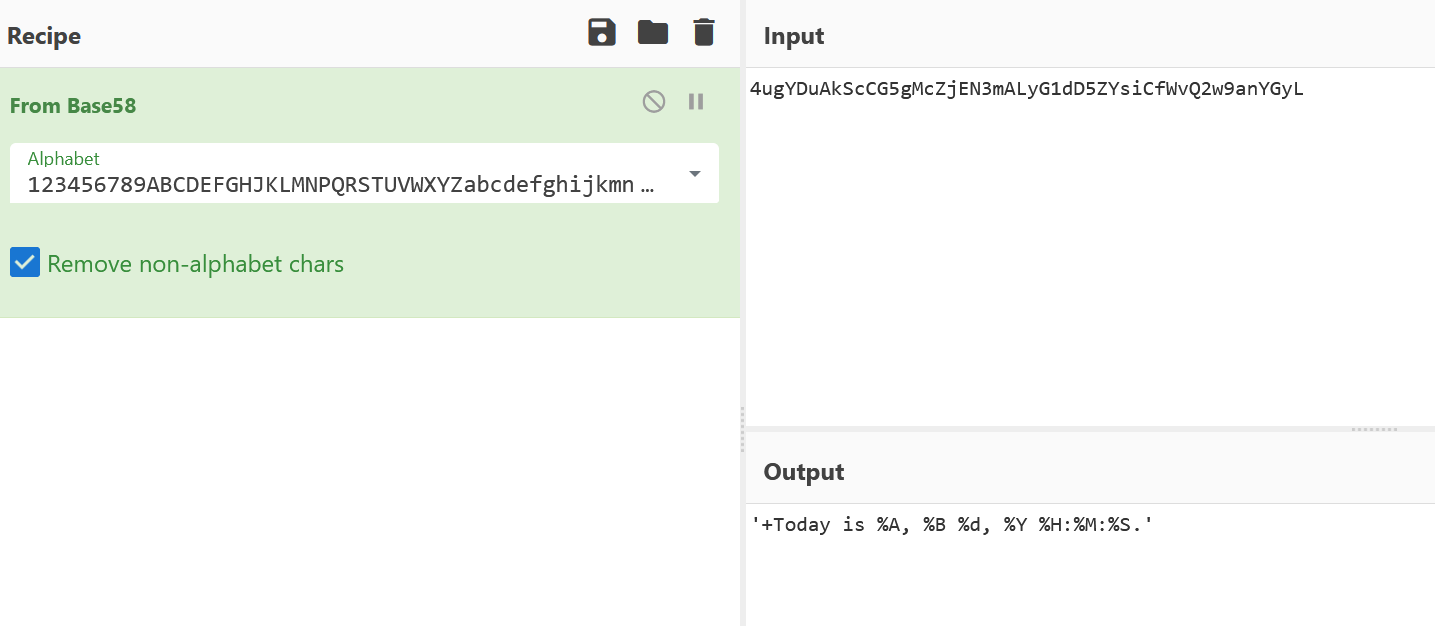 Recipe
From Base58
Alphabet
123456789ABCDEFGHJKLMNPQRSTUVWXYZabcdefghijkmn …
Remove non-alphabet chars
Input
4ugYDuAkScCG5gMcZjEN3mALyG1dD5ZYsiCfWvQ2w9anYGyL
Output
'+Today is %A, %B %d, %Y %H:%M:%S.'